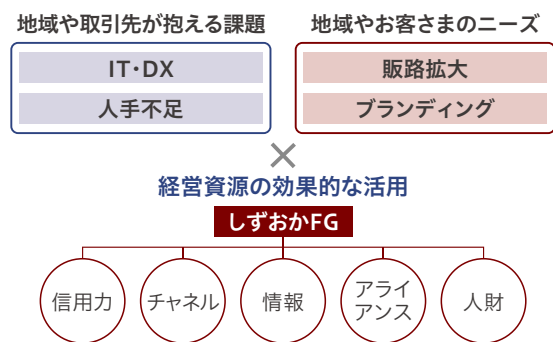 地域や取引先が抱える課題
IT・DX
人手不足
地域やお客さまのニーズ
販路拡大
ブランディング
×
経営資源の効果的な活用
しずおかFG
信用力
チャネル
情報
アライ
アンス
人財